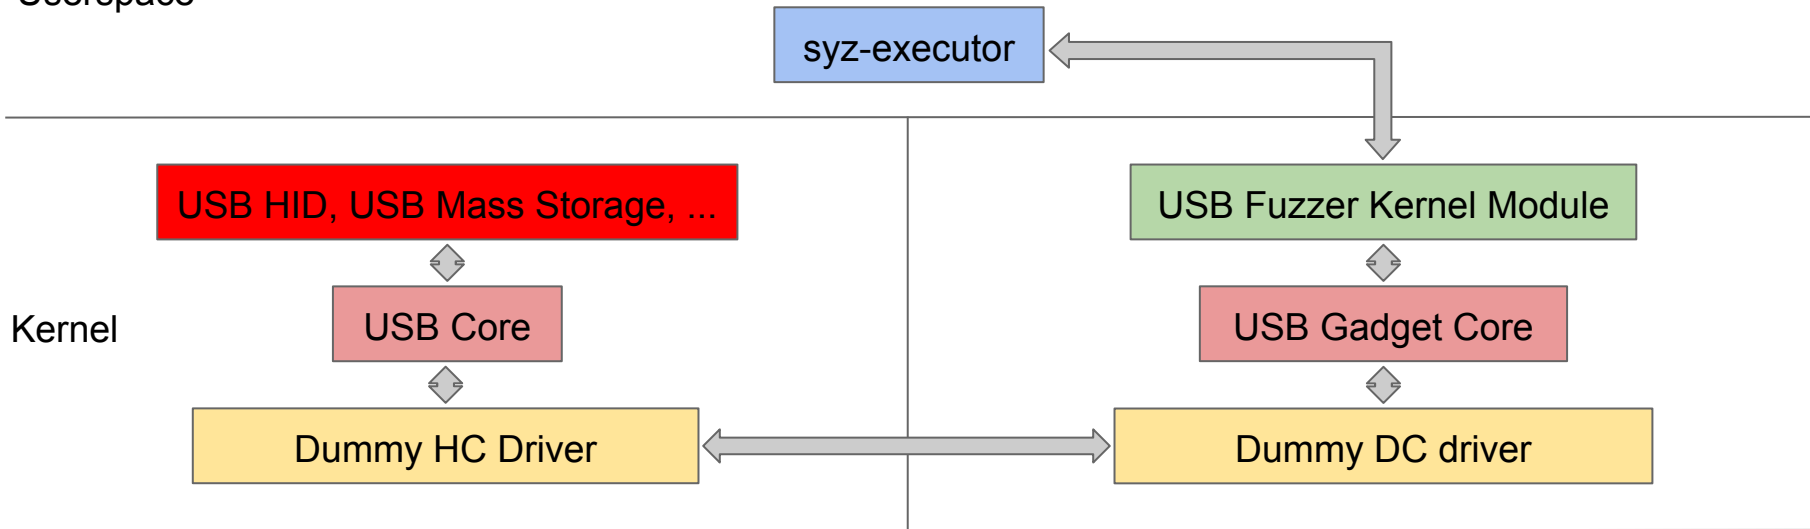 Userspace
syz-executor
USB HID, USB Mass Storage, ...
USB Fuzzer Kernel Module
Kernel
USB Core
USB Gadget Core
Dummy HC Driver
Dummy DC driver